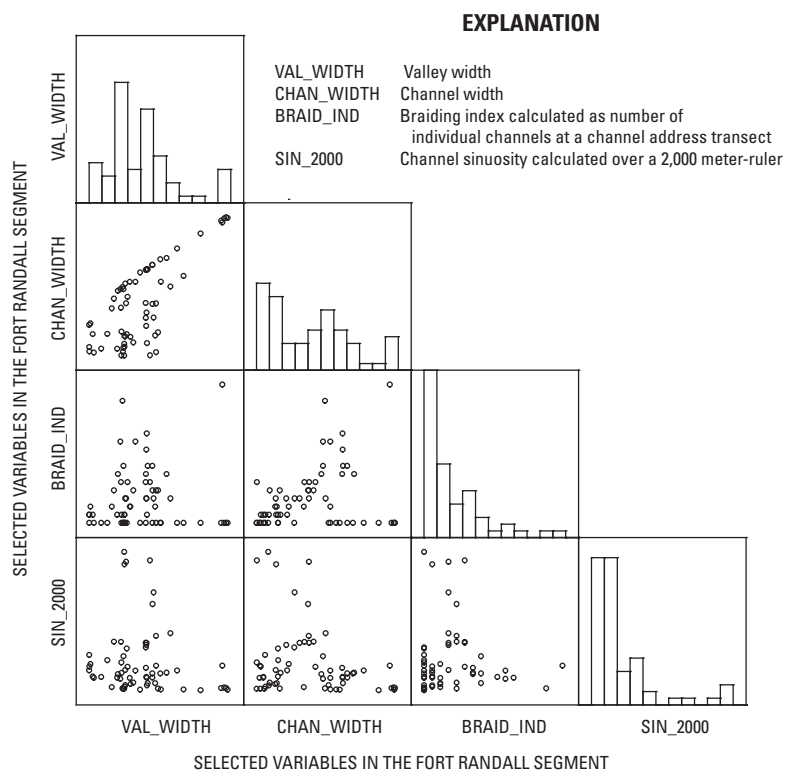 EXPLANATION
VAL_WIDTH Valley width
CHAN_WIDTH Channel width
BRAID_IND Braiding index calculated as number of
individual channels at a channel address transect
SIN_2000 Channel sinuosity calculated over a 2,000 meter-ruler
SELECTED VARIABLES IN THE FORT RANDALL SEGMENT
VAL_WIDTH
CHAN_WIDTH
BRAID_IND
SIN_2000
VAL_WIDTH CHAN_WIDTH BRAID_IND SIN_2000
SELECTED VARIABLES IN THE FORT RANDALL SEGMENT